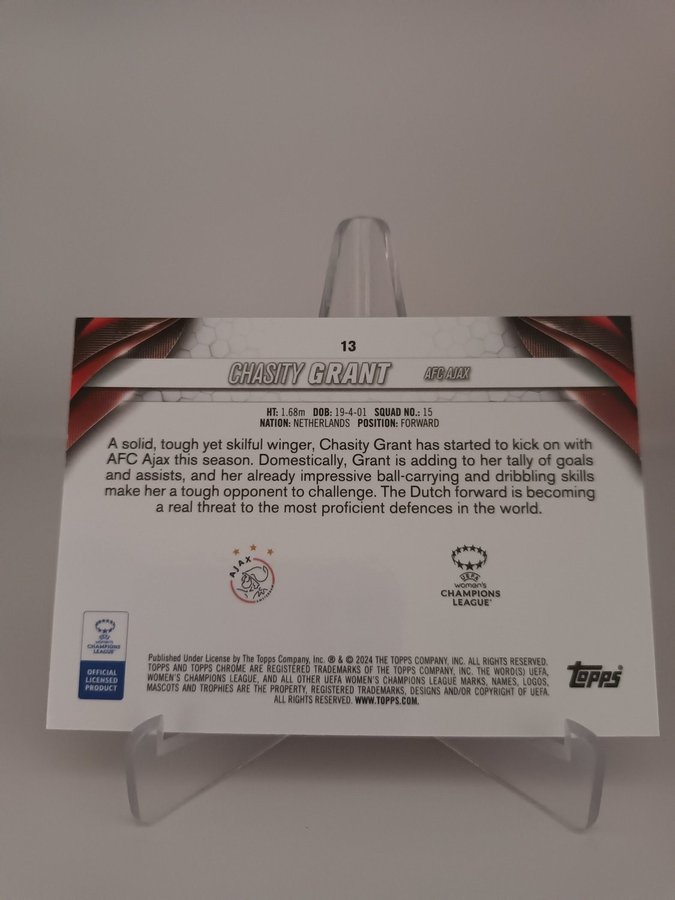 13
CHASITY GRANT AFC AJAX
HT: 1.68m DOB: 19-4-01 SQUAD NO.: 15
NATION: NETHERLANDS POSITION: FORWARD
A solid, tough yet skilful winger, Chasity Grant has started to kick on with
AFC Ajax this season. Domestically, Grant is adding to her tally of goals
and assists, and her already impressive ball-carrying and dribbling skills
make her a tough opponent to challenge. The Dutch forward is becoming
a real threat to the most proficient defences in the world.
AJAX
UEFA
women's
CHAMPIONS
LEAGUE
WOMEN'S
CHAMPIONS
LEAGUE
OFFICIAL
LICENSED
PRODUCT
Published Under License by The Topps Company, Inc. ® & © 2024 THE TOPPS COMPANY, INC. ALL RIGHTS RESERVED.
TOPPS AND TOPPS CHROME ARE REGISTERED TRADEMARKS OF THE TOPPS COMPANY, INC. THE WORD(S) UEFA,
WOMEN'S CHAMPIONS LEAGUE, AND ALL OTHER UEFA WOMEN'S CHAMPIONS LEAGUE MARKS, NAMES, LOGOS,
MASCOTS AND TROPHIES ARE THE PROPERTY, REGISTERED TRADEMARKS, DESIGNS AND/OR COPYRIGHT OF UEFA.
ALL RIGHTS RESERVED. WWW.TOPPS.COM.
Topps